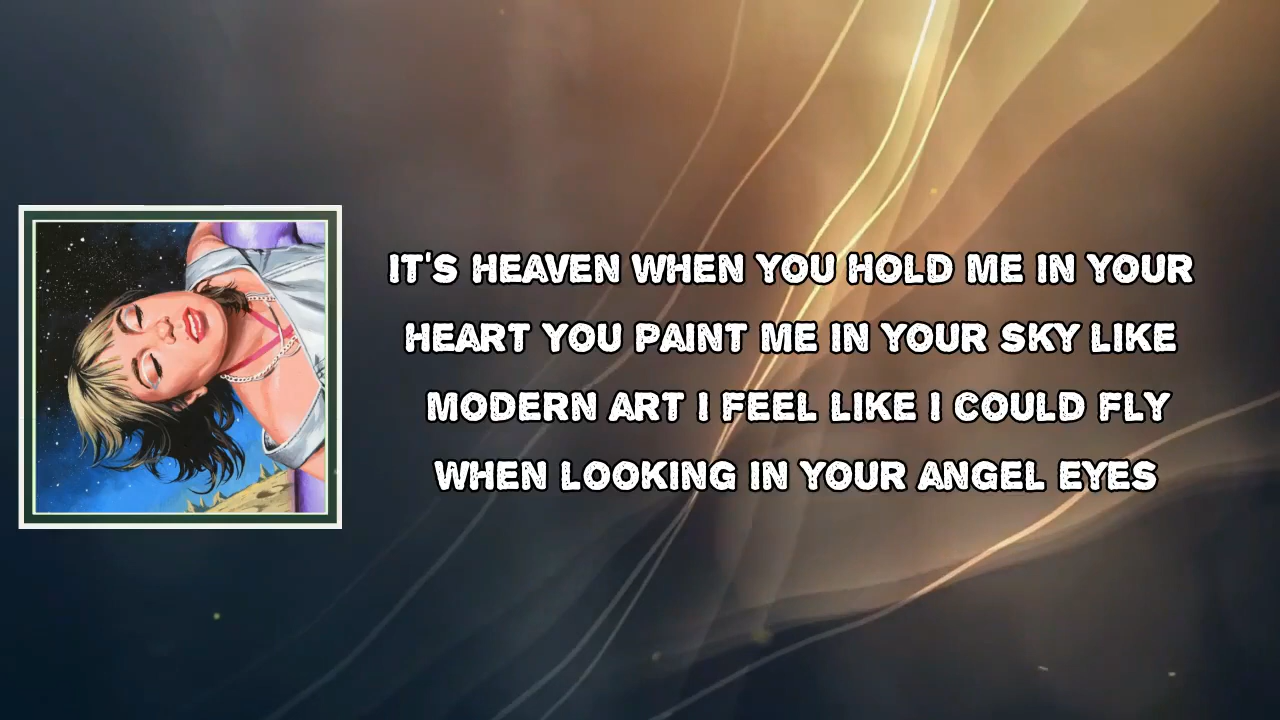 IT'S HEAVEN WHEN YOU HOLD ME IN YOUR
HEART YOU PAINT ME IN YOUR SKY LIKE
MODERN ART I FEEL LIKE I COULD FLY
WHEN LOOKING IN YOUR ANGEL EYES